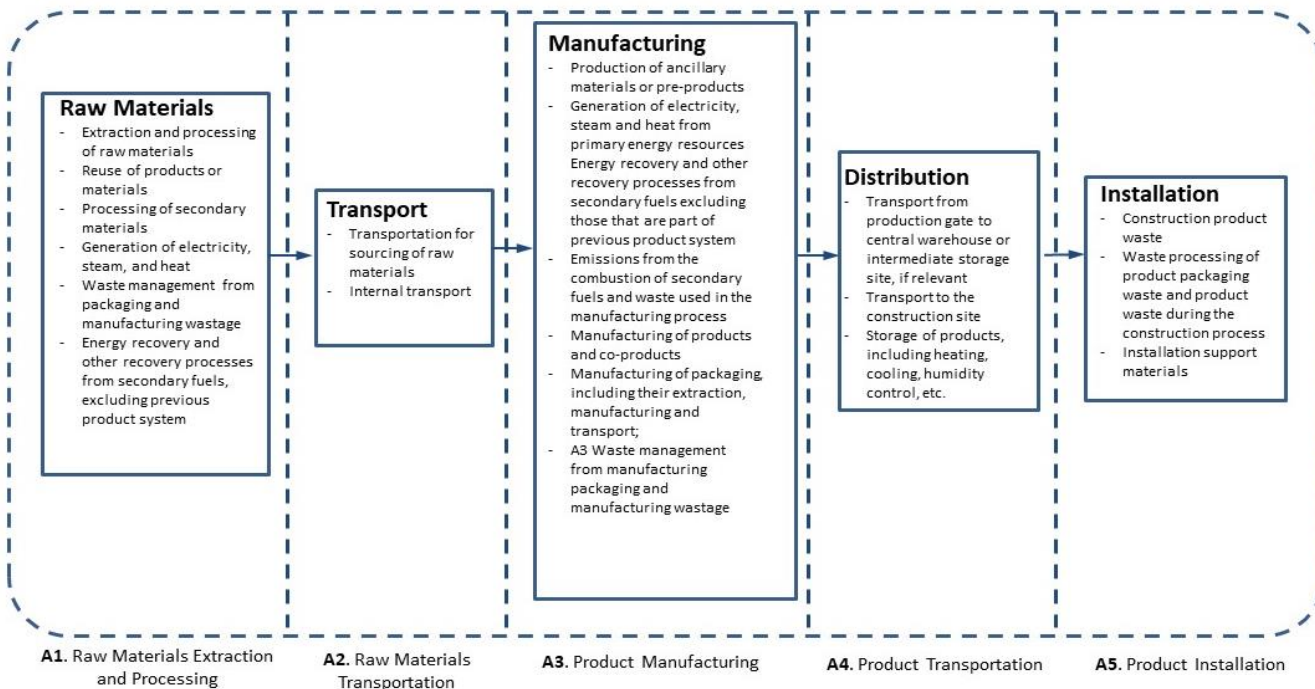 Raw Materials
- Extraction and processing
of raw materials
- Reuse of products or
materials
- Processing of secondary
materials
- Generation of electricity,
steam, and heat
- Waste management from
packaging and
manufacturing wastage
- Energy recovery and
other recovery processes
from secondary fuels,
excluding previous
product system
Transport
- Transportation for
sourcing of raw
materials
- Internal transport
Manufacturing
- Production of ancillary
materials or pre-products
- Generation of electricity,
steam and heat from
primary energy resources
Energy recovery and other
recovery processes from
secondary fuels excluding
those that are part of
previous product system
- Emissions from the
combustion of secondary
fuels and waste used in the
manufacturing process
- Manufacturing of products
and co-products
- Manufacturing of packaging,
including their extraction,
manufacturing and
transport;
- A3 Waste management
from manufacturing
packaging and
manufacturing wastage
Distribution
- Transport from
production gate to
central warehouse or
intermediate storage
site, if relevant
- Transport to the
construction site
- Storage of products,
including heating,
cooling, humidity
control, etc.
Installation
- Construction product
waste
- Waste processing of
product packaging
waste and product
waste during the
construction process
- Installation support
materials
A1. Raw Materials Extraction
and Processing
A2. Raw Materials
Transportation
A3. Product Manufacturing
A4. Product Transportation
A5. Product Installation